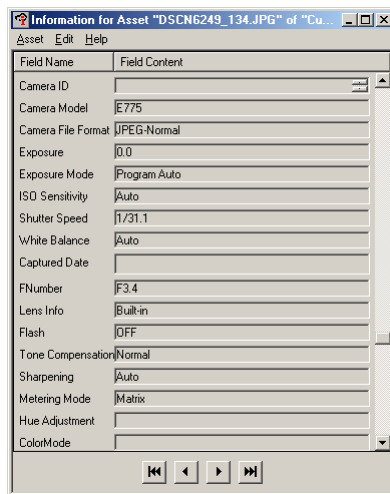 Information for Asset "DSCN6249_134.JPG" of "Cu...
Asset Edit Help
Field Name Field Content
Camera ID
Camera Model E775
Camera File Format JPEG-Normal
Exposure 0.0
Exposure Mode Program Auto
ISO Sensitivity Auto
Shutter Speed 1/31.1
White Balance Auto
Captured Date
FNumber F3.4
Lens Info Built-in
Flash OFF
Tone Compensation Normal
Sharpening Auto
Metering Mode Matrix
Hue Adjustment
ColorMode